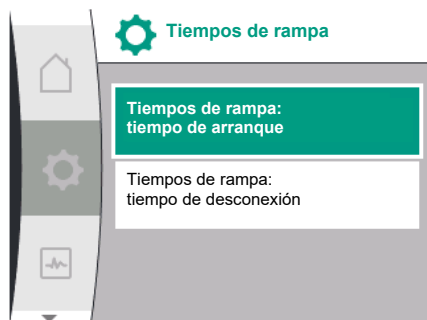 Tiempos de rampa
Tiempos de rampa:
tiempo de arranque
Tiempos de rampa:
tiempo de desconexión